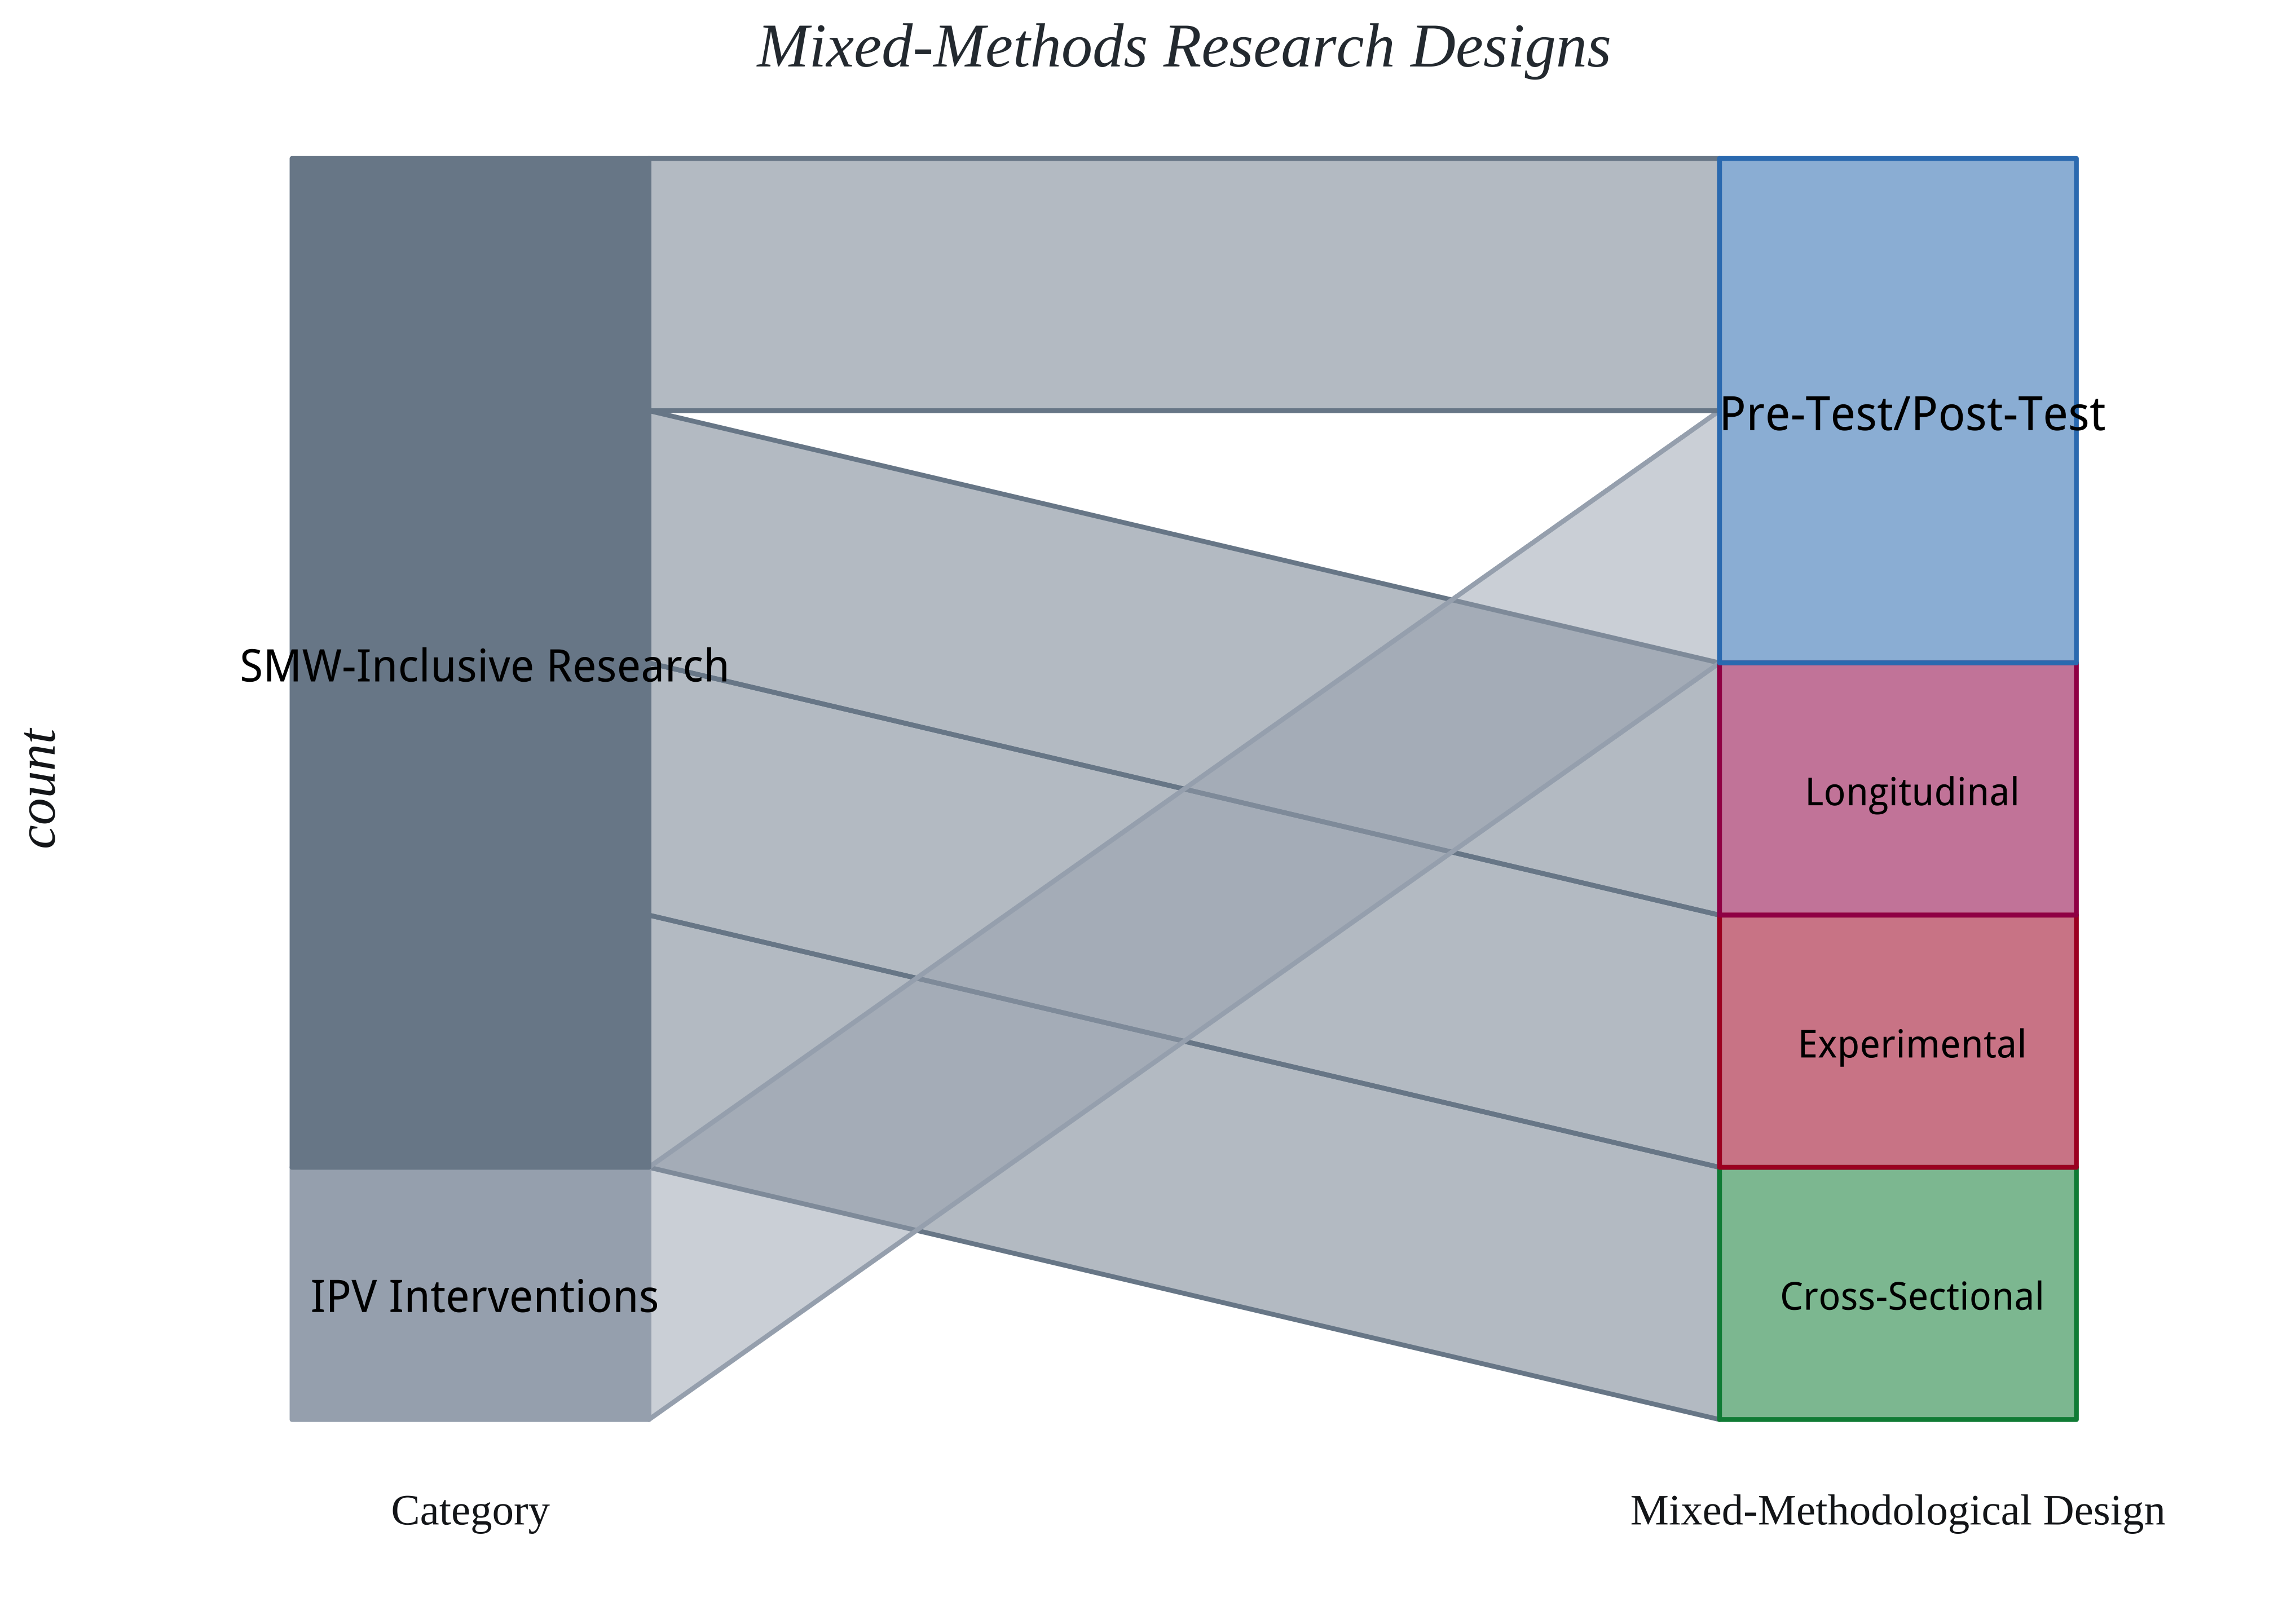 Mixed-Methods Research Designs
count
SMW-Inclusive Research
IPV Interventions
Pre-Test/Post-Test
Longitudinal
Experimental
Cross-Sectional
Category
Mixed-Methodological Design